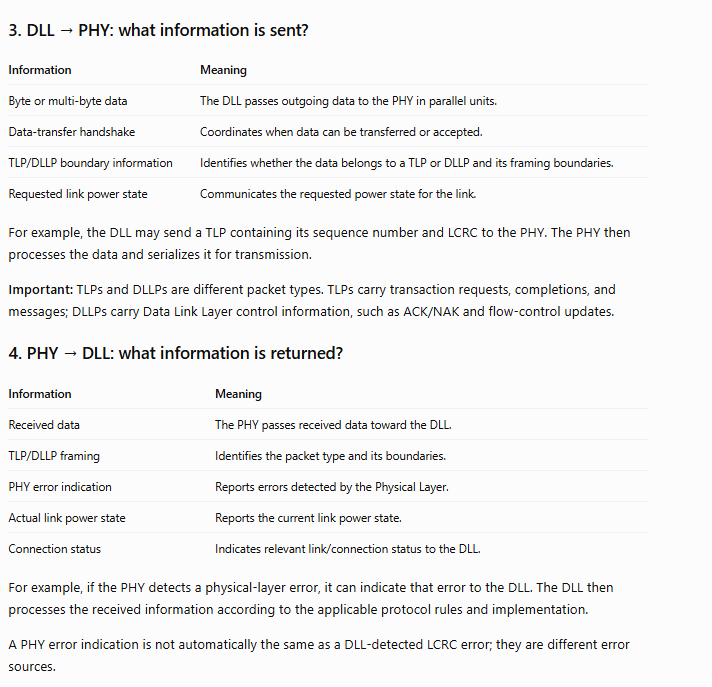 3. DLL → PHY: what information is sent?
Information Meaning
Byte or multi-byte data The DLL passes outgoing data to the PHY in parallel units.
Data-transfer handshake Coordinates when data can be transferred or accepted.
TLP/DLLP boundary information Identifies whether the data belongs to a TLP or DLLP and its framing boundaries.
Requested link power state Communicates the requested power state for the link.
For example, the DLL may send a TLP containing its sequence number and LCRC to the PHY. The PHY then
processes the data and serializes it for transmission.
Important: TLPs and DLLPs are different packet types. TLPs carry transaction requests, completions, and
messages; DLLPs carry Data Link Layer control information, such as ACK/NAK and flow-control updates.
4. PHY → DLL: what information is returned?
Information Meaning
Received data The PHY passes received data toward the DLL.
TLP/DLLP framing Identifies the packet type and its boundaries.
PHY error indication Reports errors detected by the Physical Layer.
Actual link power state Reports the current link power state.
Connection status Indicates relevant link/connection status to the DLL.
For example, if the PHY detects a physical-layer error, it can indicate that error to the DLL. The DLL then
processes the received information according to the applicable protocol rules and implementation.
A PHY error indication is not automatically the same as a DLL-detected LCRC error; they are different error
sources.